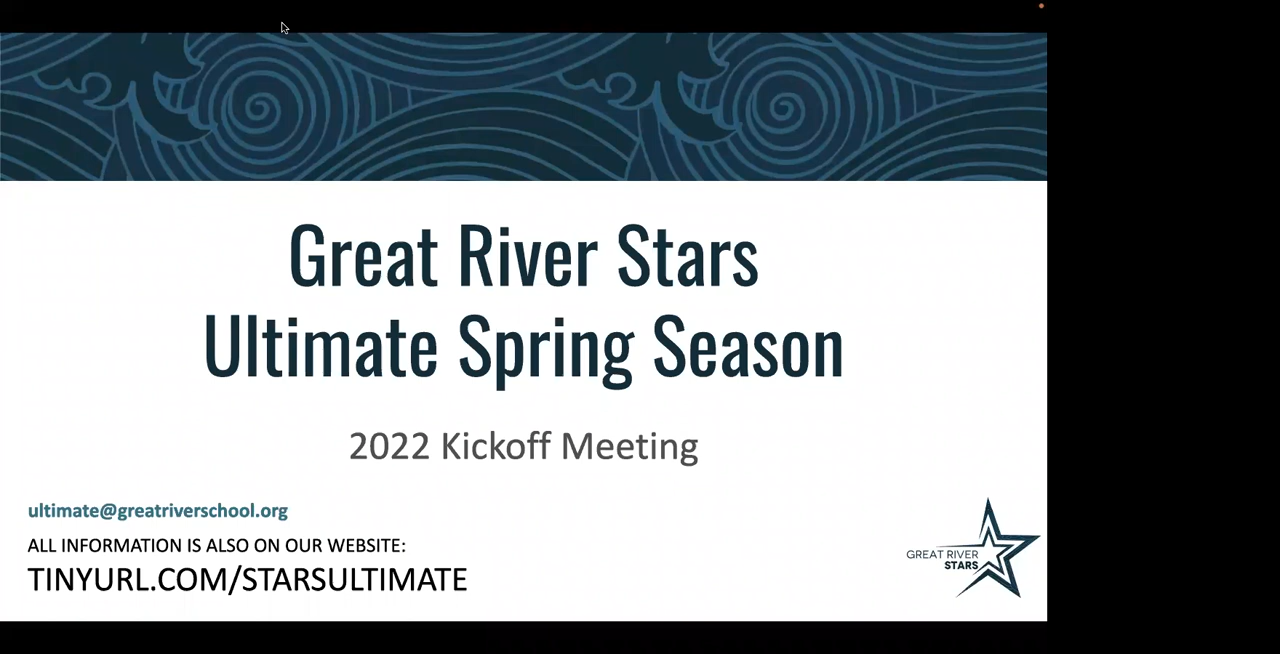 Great River Stars
Ultimate Spring Season
2022 Kickoff Meeting
ultimate@greatriverschool.org
ALL INFORMATION IS ALSO ON OUR WEBSITE:
TINYURL.COM/STARSULTIMATE
GREAT RIVER
STARS